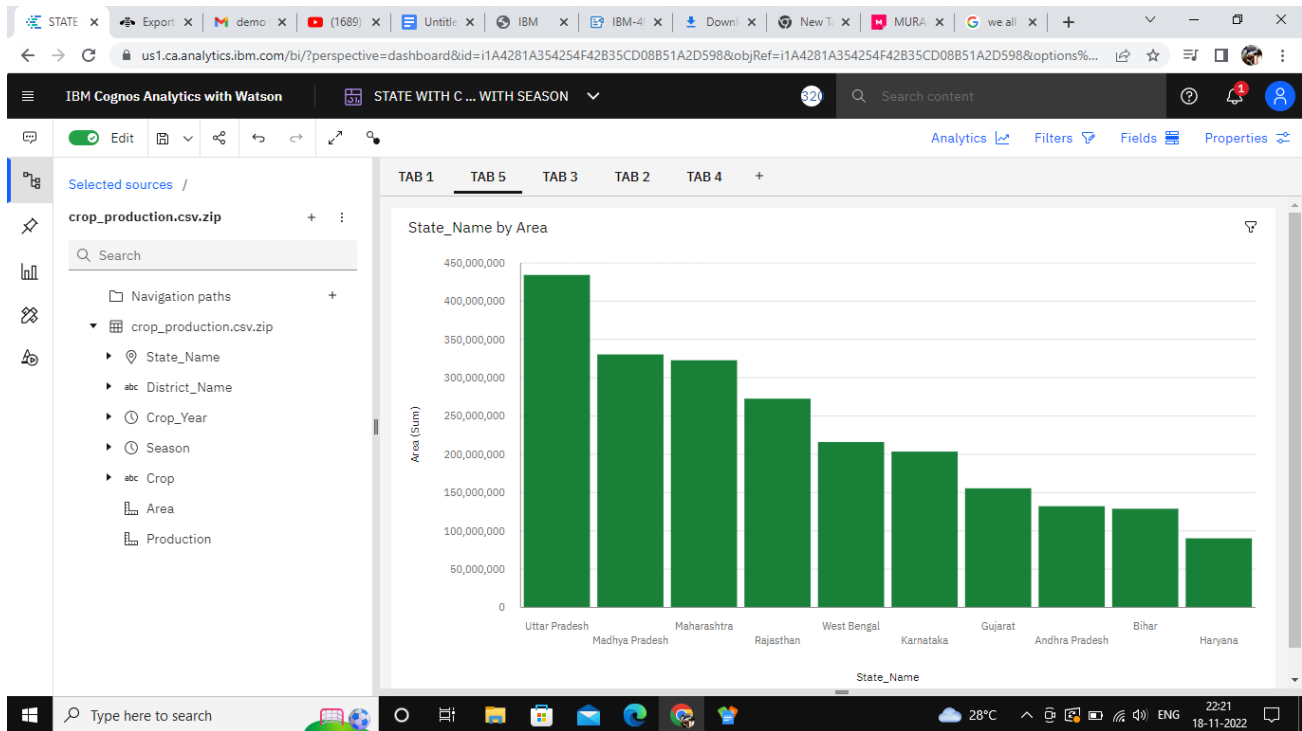 STATE
Export
demo
(1689)
Untitle
IBM
IBM-4
Downl
New T
MURA
we all
us1.ca.analytics.ibm.com/bi/?perspective=dashboard&id=i1A4281A354254F42B35CD08B51A2D598&objRef=i1A4281A354254F42B35CD08B51A2D598&options%...
IBM Cognos Analytics with Watson
STATE WITH C ... WITH SEASON
320
Search content
1
Edit
Analytics
Filters
Fields
Properties
Selected sources /
TAB 1
TAB 5
TAB 3
TAB 2
TAB 4
+
crop_production.csv.zip
Search
Navigation paths
crop_production.csv.zip
State_Name
abc District_Name
Crop_Year
Season
abc Crop
Area
Production
State_Name by Area
450,000,000
400,000,000
350,000,000
300,000,000
250,000,000
200,000,000
150,000,000
100,000,000
50,000,000
0
Area (Sum)
Uttar Pradesh
Madhya Pradesh
Maharashtra
Rajasthan
West Bengal
Karnataka
Gujarat
Andhra Pradesh
Bihar
Haryana
State_Name
Type here to search
28°C
ENG
22:21
18-11-2022